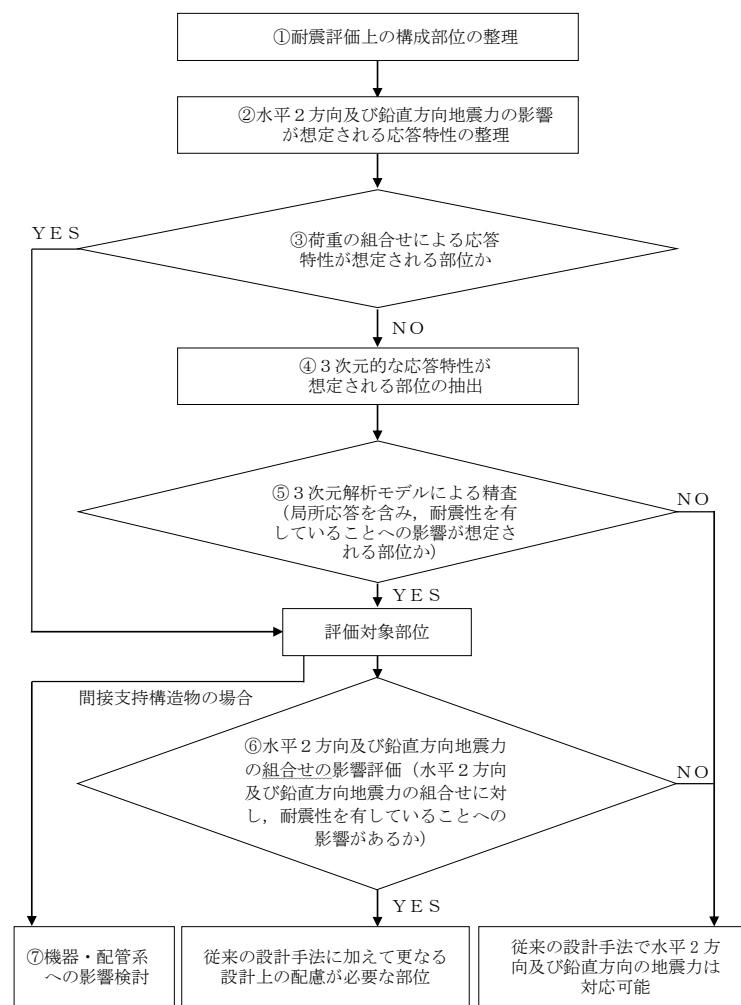 ①耐震評価上の構成部位の整理
②水平２方向及び鉛直方向地震力の影響
が想定される応答特性の整理
ＹＥＳ
③荷重の組合せによる応答
特性が想定される部位か
ＮＯ
④３次元的な応答特性が
想定される部位の抽出
⑤３次元解析モデルによる精査
（局所応答を含み，耐震性を有
していることへの影響が想定さ
れる部位か）
ＮＯ
ＹＥＳ
評価対象部位
間接支持構造物の場合
⑥水平２方向及び鉛直方向地震力
の組合せの影響評価（水平２方向
及び鉛直方向地震力の組合せに対
し，耐震性を有していることへの
影響があるか）
ＮＯ
ＹＥＳ
⑦機器・配管系
への影響検討
従来の設計手法に加えて更なる
設計上の配慮が必要な部位
従来の設計手法で水平２方
向及び鉛直方向の地震力は
対応可能